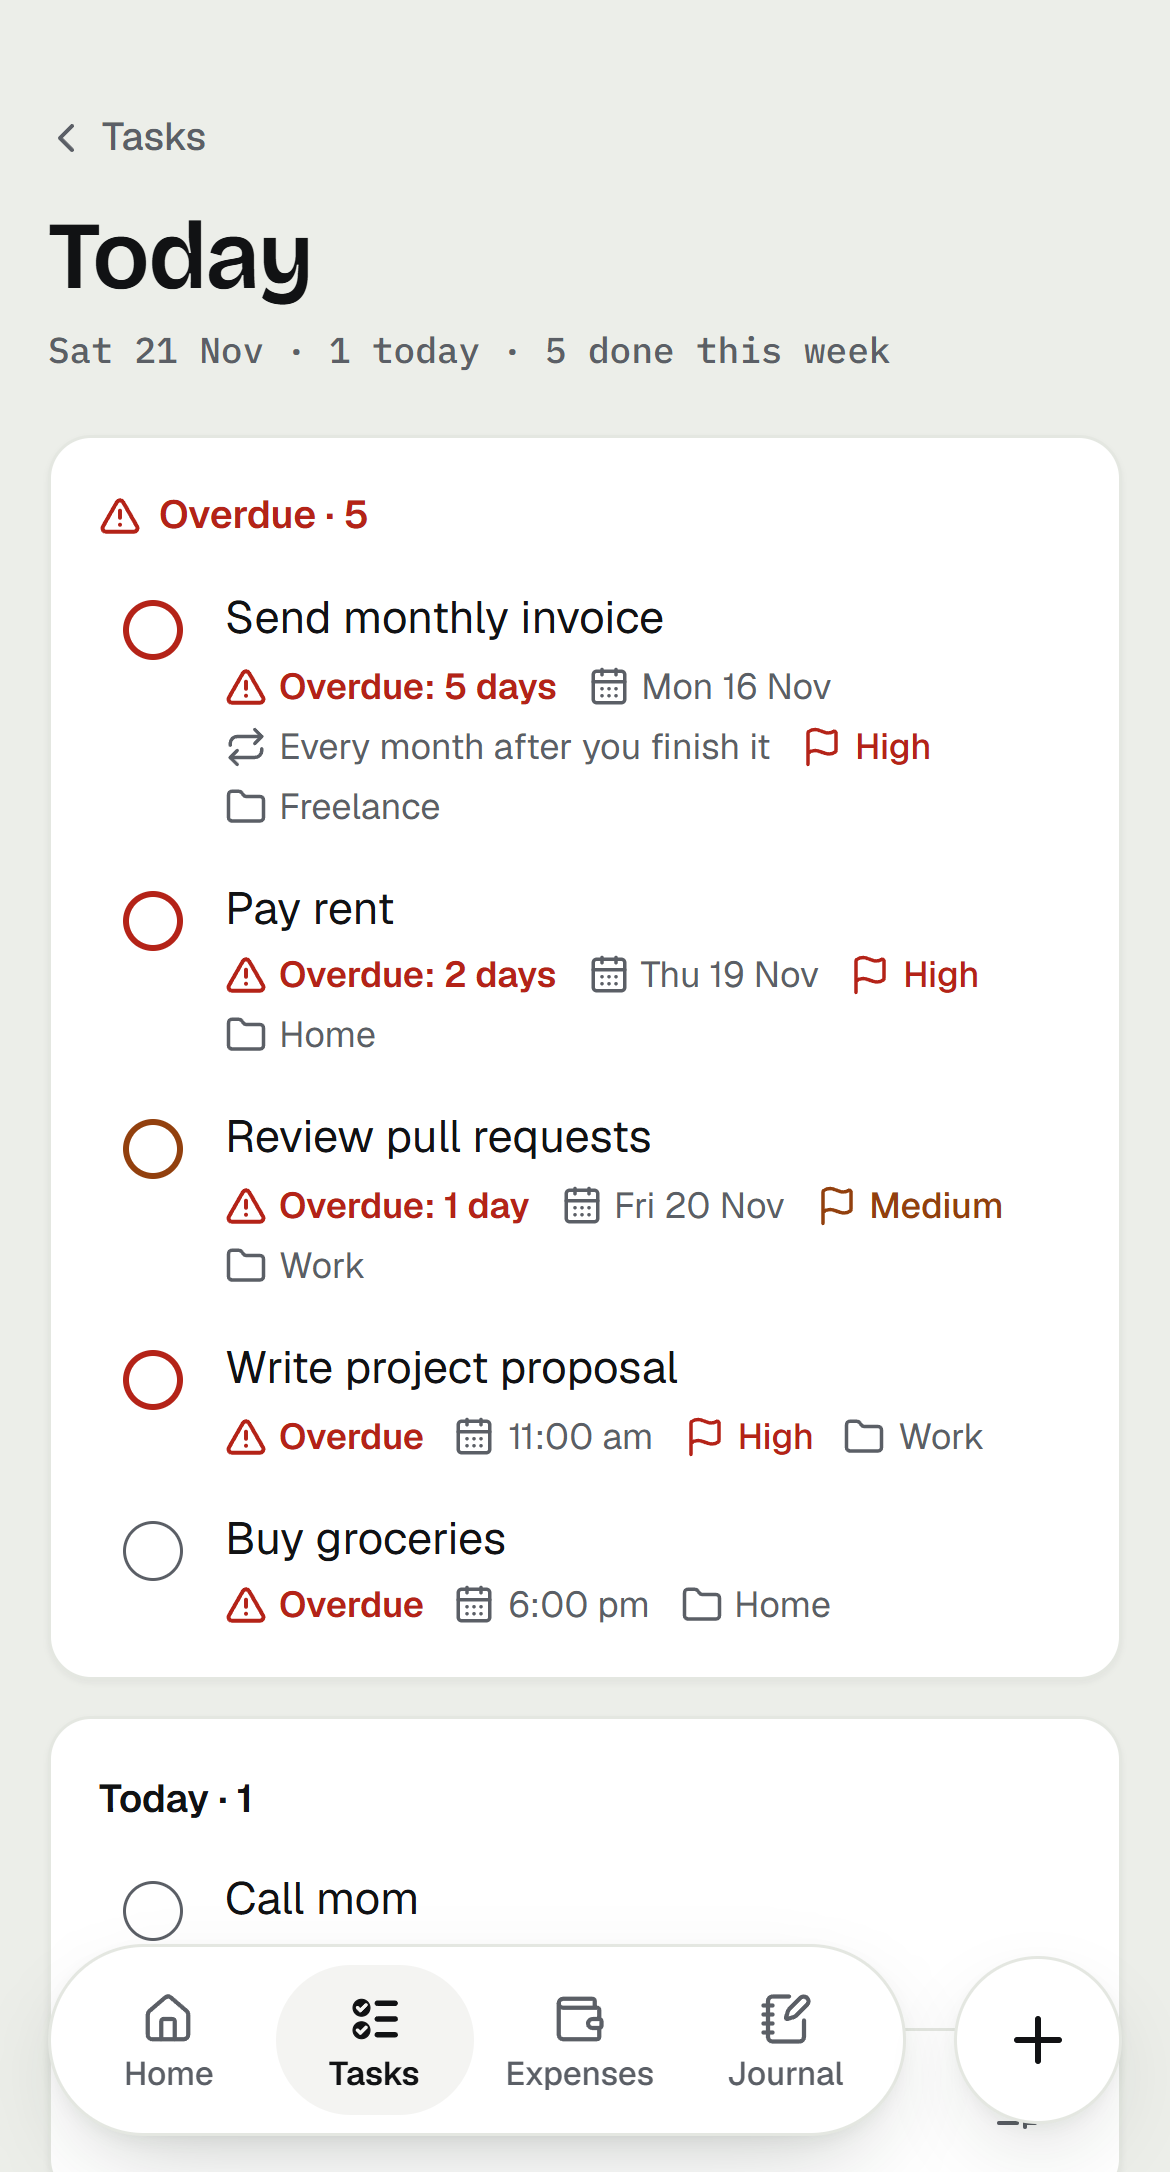 Tasks
Today
Sat 21 Nov · 1 today · 5 done this week
Overdue · 5
Send monthly invoice
Overdue: 5 days Mon 16 Nov
Every month after you finish it High
Freelance
Pay rent
Overdue: 2 days Thu 19 Nov High
Home
Review pull requests
Overdue: 1 day Fri 20 Nov Medium
Work
Write project proposal
Overdue 11:00 am High Work
Buy groceries
Overdue 6:00 pm Home
Today · 1
Call mom
Home Tasks Expenses Journal